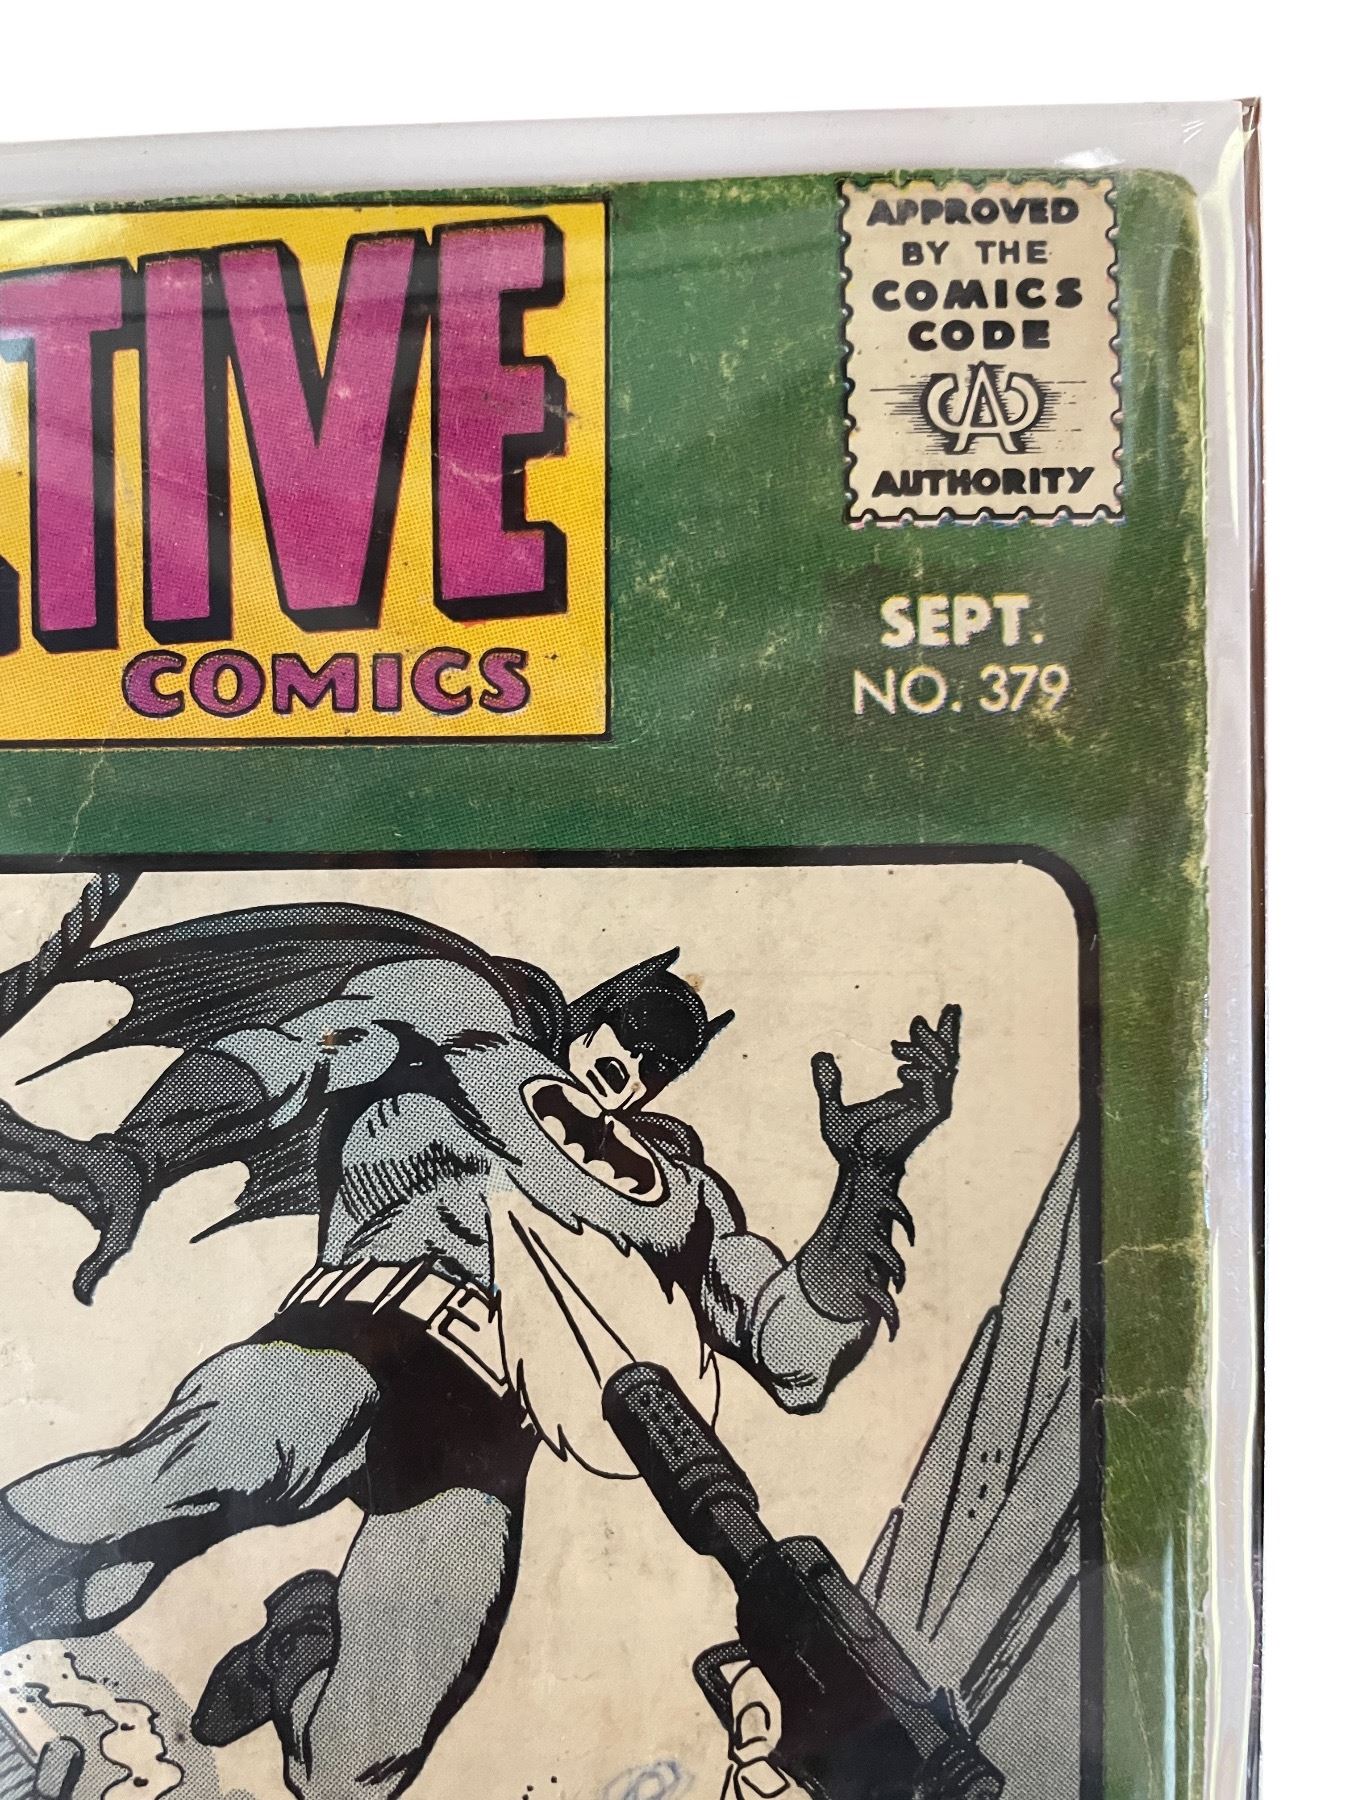 TIVE
COMICS
APPROVED
BY THE
COMICS
CODE
CA
AUTHORITY
SEPT.
NO. 379